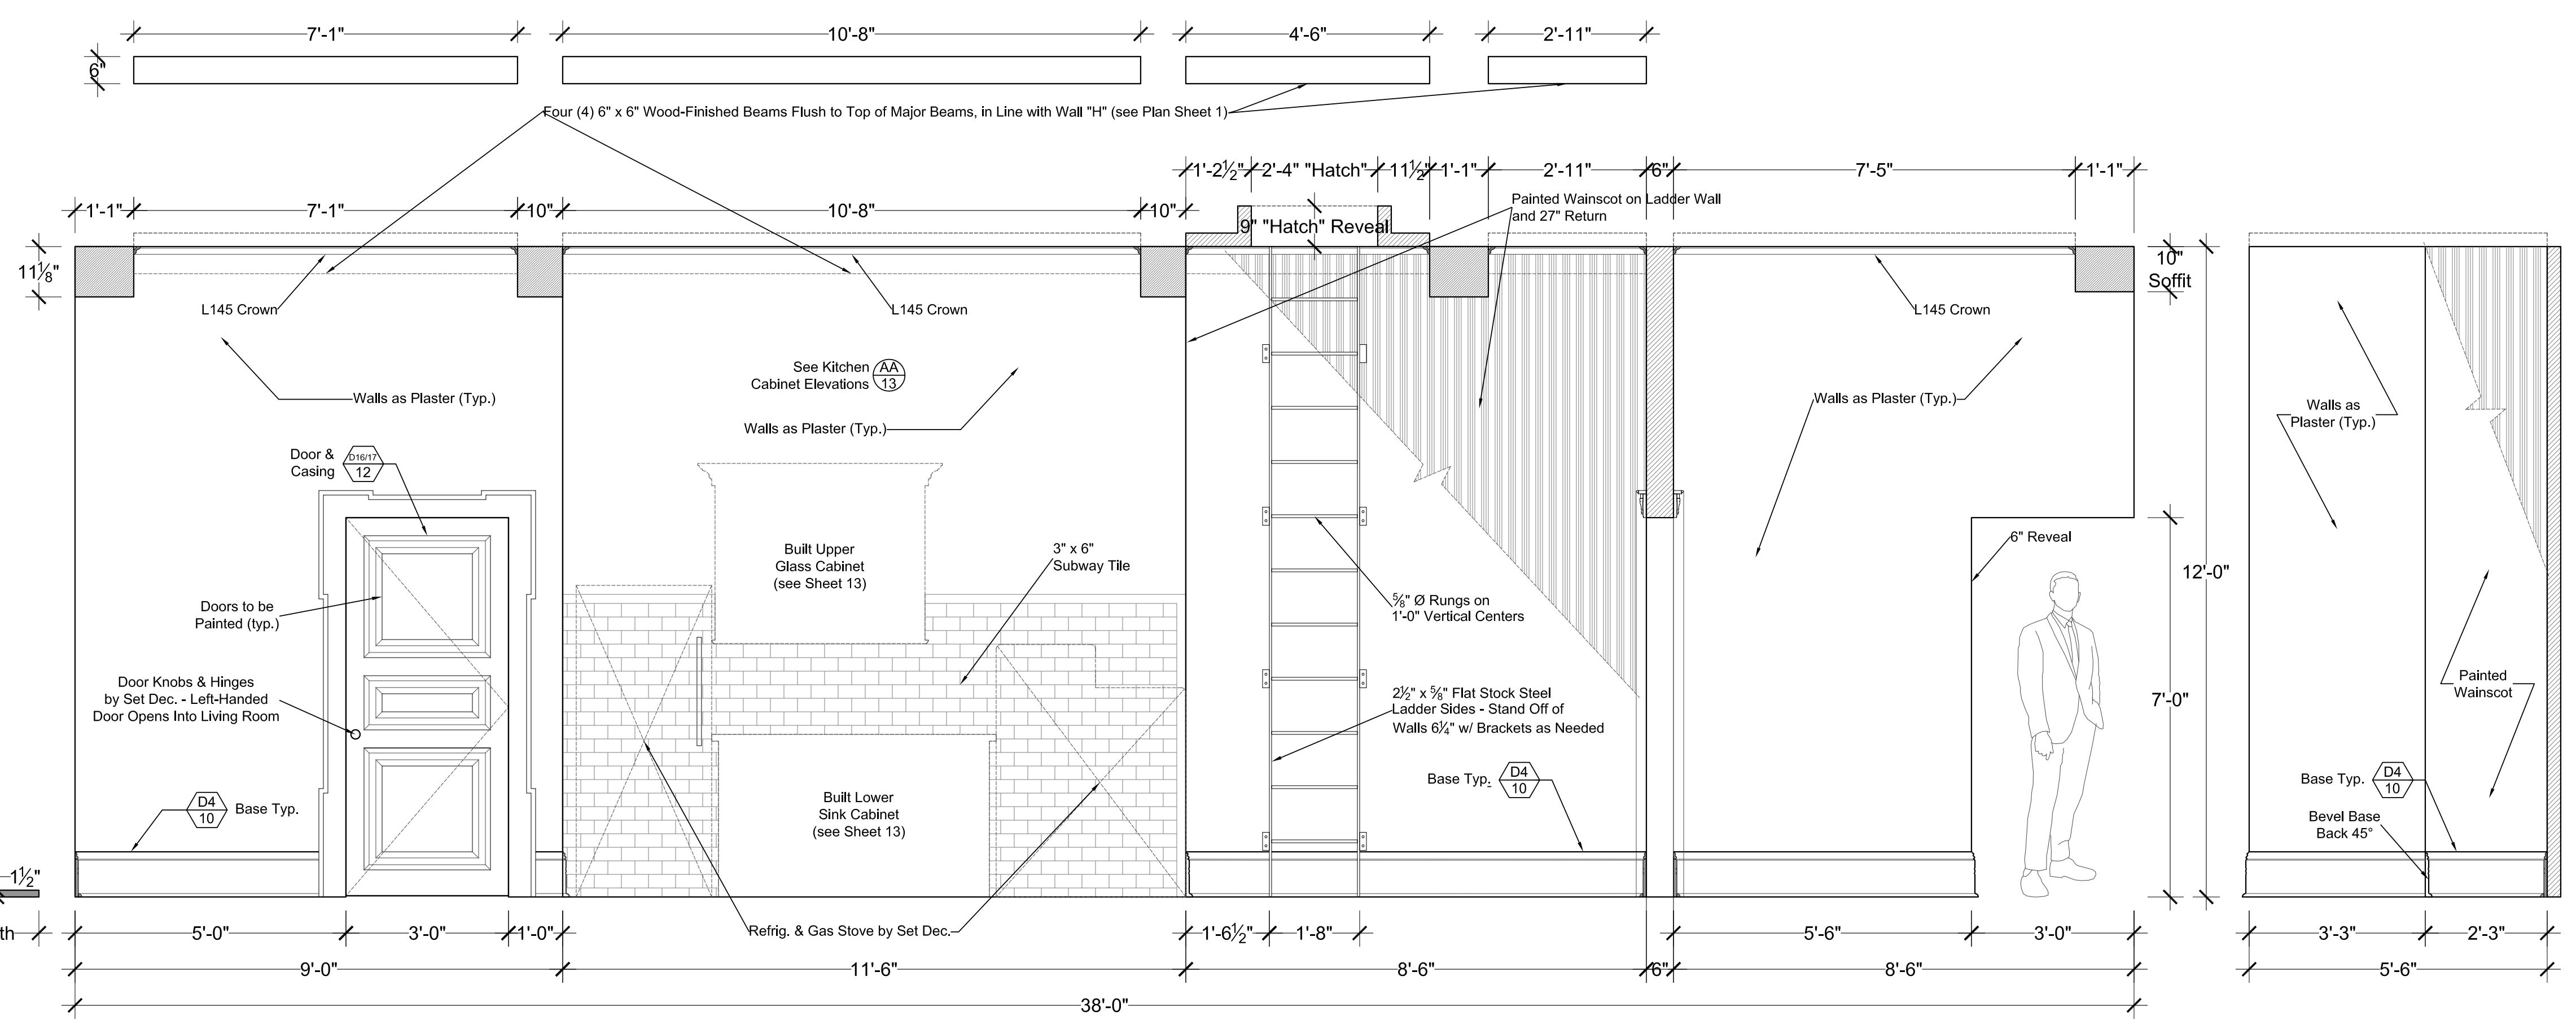 7'-1"
10'-8"
4'-6"
2'-11"
6"
Four (4) 6" x 6" Wood-Finished Beams Flush to Top of Major Beams, in Line with Wall "H" (see Plan Sheet 1)
1'-2½"
2'-4" "Hatch"
11½"
1'-1"
2'-11"
6"
7'-5"
1'-1"
1'-1"
7'-1"
10"
10'-8"
10"
9" "Hatch" Reveal
Painted Wainscot on Ladder Wall
and 27" Return
11⅛"
10"
Soffit
L145 Crown
L145 Crown
L145 Crown
See Kitchen
Cabinet Elevations
AA
13
Walls as Plaster (Typ.)
Walls as Plaster (Typ.)
Walls as Plaster (Typ.)
Walls as
Plaster (Typ.)
Door &
Casing
D16/17
12
Built Upper
Glass Cabinet
(see Sheet 13)
3" x 6"
Subway Tile
6" Reveal
12'-0"
Doors to be
Painted (typ.)
⅝" Ø Rungs on
1'-0" Vertical Centers
Door Knobs & Hinges
by Set Dec. - Left-Handed
Door Opens Into Living Room
2½" x ⅝" Flat Stock Steel
Ladder Sides - Stand Off of
Walls 6¼" w/ Brackets as Needed
7'-0"
Painted
Wainscot
D4
10
Base Typ.
Built Lower
Sink Cabinet
(see Sheet 13)
Base Typ.
D4
10
Base Typ.
D4
10
Bevel Base
Back 45°
1½"
th
5'-0"
3'-0"
1'-0"
Refrig. & Gas Stove by Set Dec.
1'-6½"
1'-8"
5'-6"
3'-0"
3'-3"
2'-3"
9'-0"
11'-6"
8'-6"
6"
8'-6"
5'-6"
38'-0"